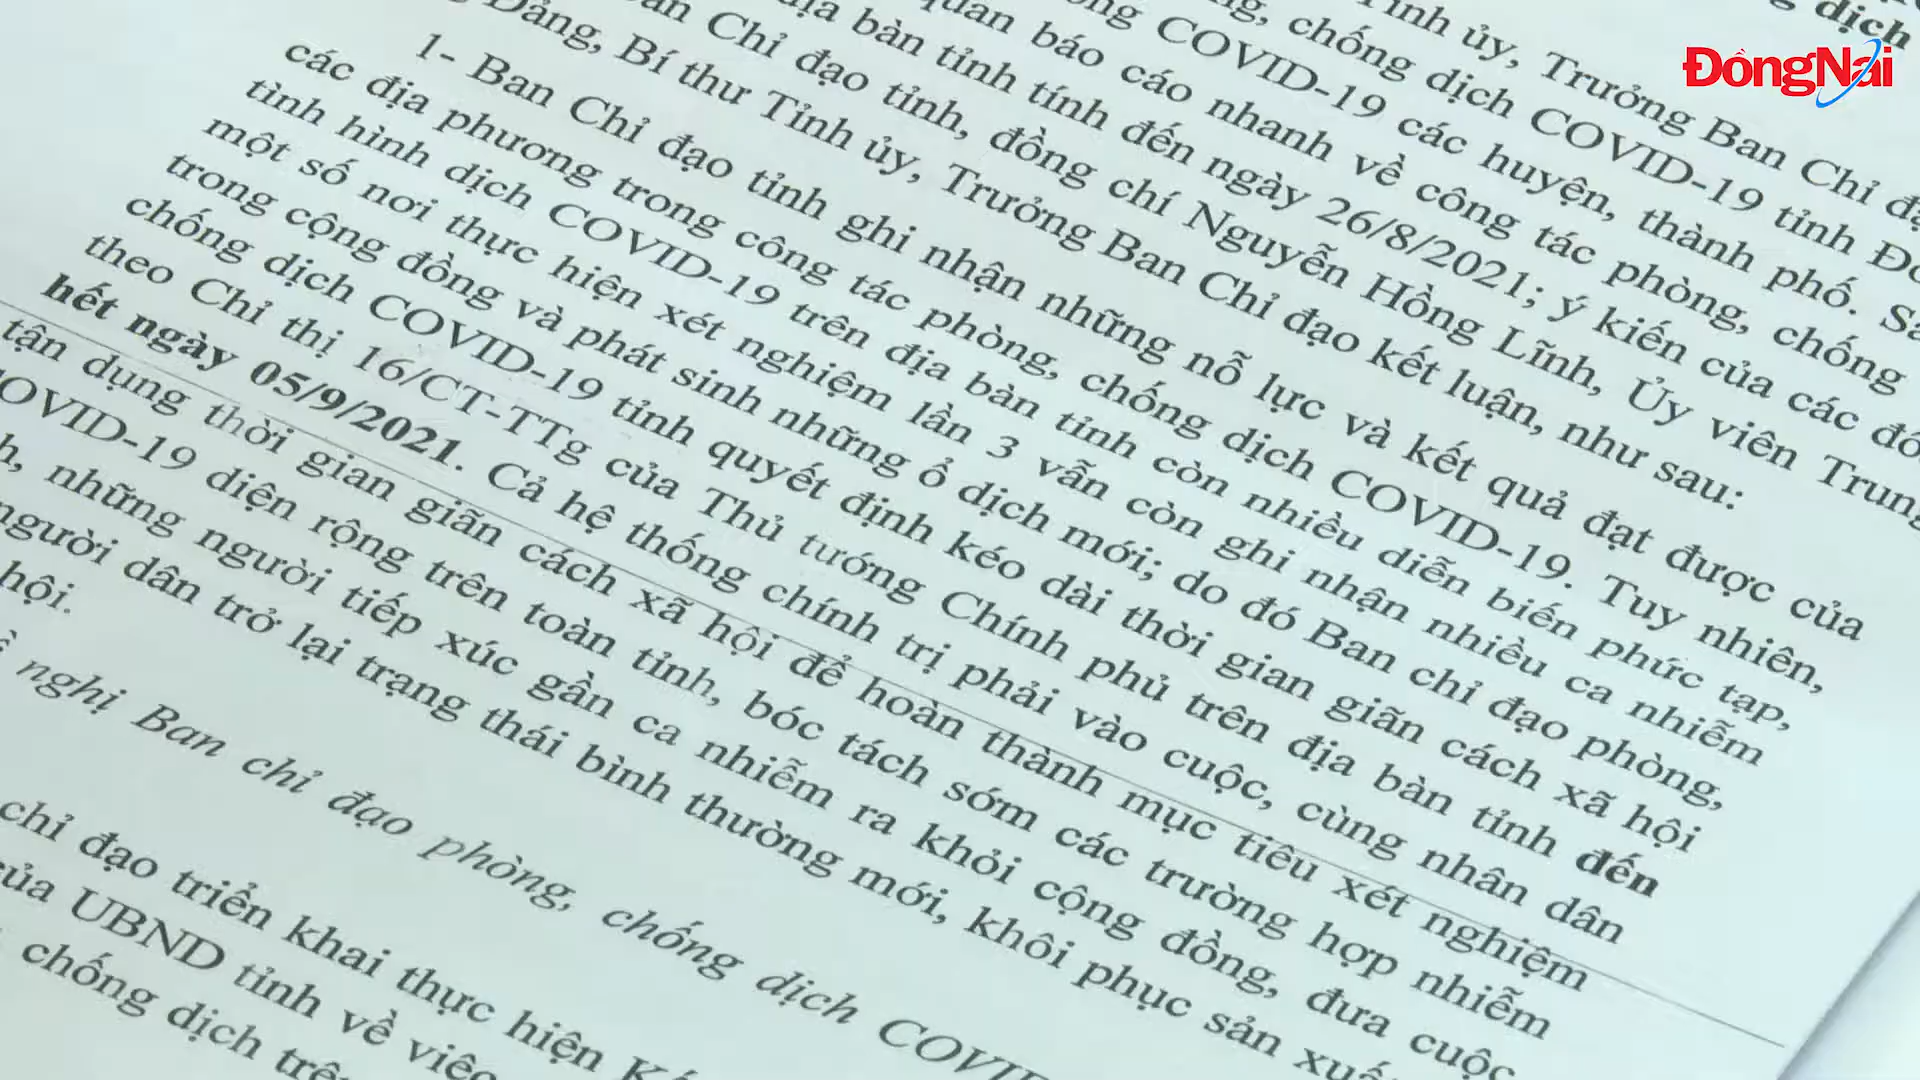 ĐồngNai
dịch
Tỉnh ủy, Trưởng Ban Chỉ
chống dịch COVID-19 tỉnh
COVID-19 các huyện, thành phố.
quan báo cáo nhanh về công tác phòng, chống
địa bàn tỉnh tính đến ngày 26/8/2021; ý kiến của các
Chỉ đạo tỉnh, đồng chí Nguyễn Hồng Lĩnh, Ủy viên Trung
Đảng, Bí thư Tỉnh ủy, Trưởng Ban Chỉ đạo kết luận, như sau:
1- Ban Chỉ đạo tỉnh ghi nhận những nỗ lực và kết quả đạt được của
các địa phương trong công tác phòng, chống dịch COVID-19. Tuy nhiên,
tình hình dịch COVID-19 trên địa bàn tỉnh còn nhiều diễn biến phức tạp,
một số nơi thực hiện xét nghiệm lần 3 vẫn còn ghi nhận nhiều ca nhiễm
trong cộng đồng và phát sinh những ổ dịch mới; do đó Ban chỉ đạo phòng,
chống dịch COVID-19 tỉnh quyết định kéo dài thời gian giãn cách xã hội
theo Chỉ thị 16/CT-TTg của Thủ tướng Chính phủ trên địa bàn tỉnh đến
hết ngày 05/9/2021. Cả hệ thống chính trị phải vào cuộc, cùng nhân dân
tận dụng thời gian giãn cách xã hội để hoàn thành mục tiêu xét nghiệm
COVID-19 diện rộng trên toàn tỉnh, bóc tách sớm các trường hợp nhiễm
những người tiếp xúc gần ca nhiễm ra khỏi cộng đồng, đưa cuộc
người dân trở lại trạng thái bình thường mới, khôi phục sản xuất
hội.
nghị Ban chỉ đạo phòng, chống dịch COVID
chỉ đạo triển khai thực hiện
của UBND tỉnh về việc
chống dịch trên